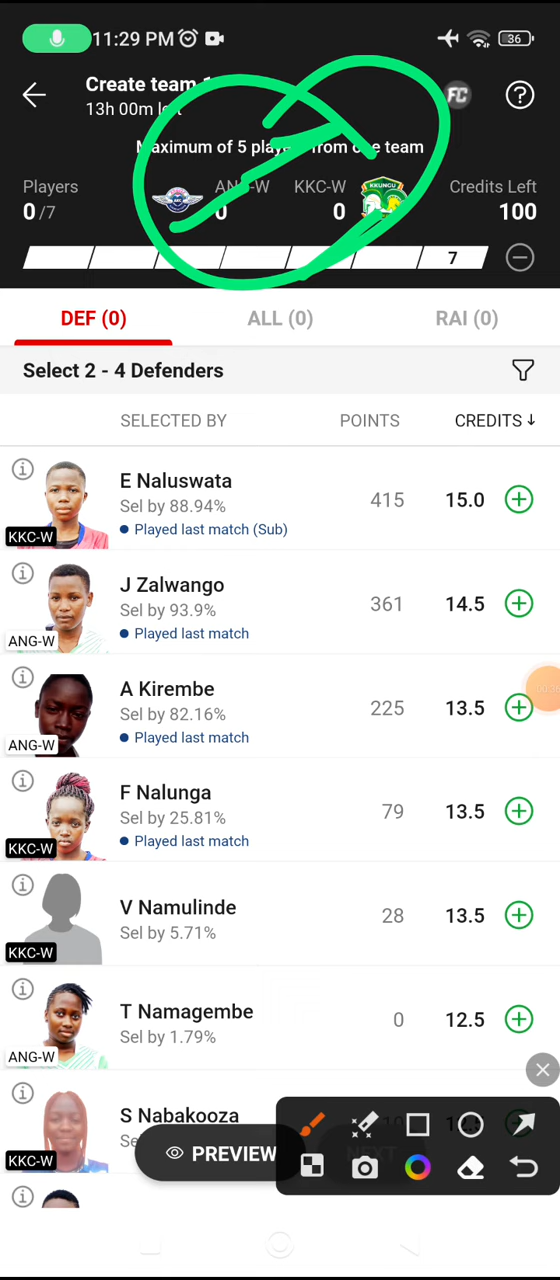 11:29 PM 36
Create team 1
13h 00m left
FC ?
Maximum of 5 players from one team
Players ANG-W KKC-W Credits Left
0/7 0 KKUNGU 0 100
7
DEF (0) ALL (0) RAI (0)
Select 2 - 4 Defenders
SELECTED BY POINTS CREDITS↓
E Naluswata
Sel by 88.94% 415 15.0
KKC-W Played last match (Sub)
J Zalwango
Sel by 93.9% 361 14.5
ANG-W Played last match
A Kirembe
Sel by 82.16% 225 13.5
00:36
ANG-W Played last match
F Nalunga
Sel by 25.81% 79 13.5
KKC-W Played last match
V Namulinde
Sel by 5.71% 28 13.5
KKC-W
T Namagembe
Sel by 1.79% 0 12.5
ANG-W
S Nabakooza
KKC-W
PREVIEW NEXT